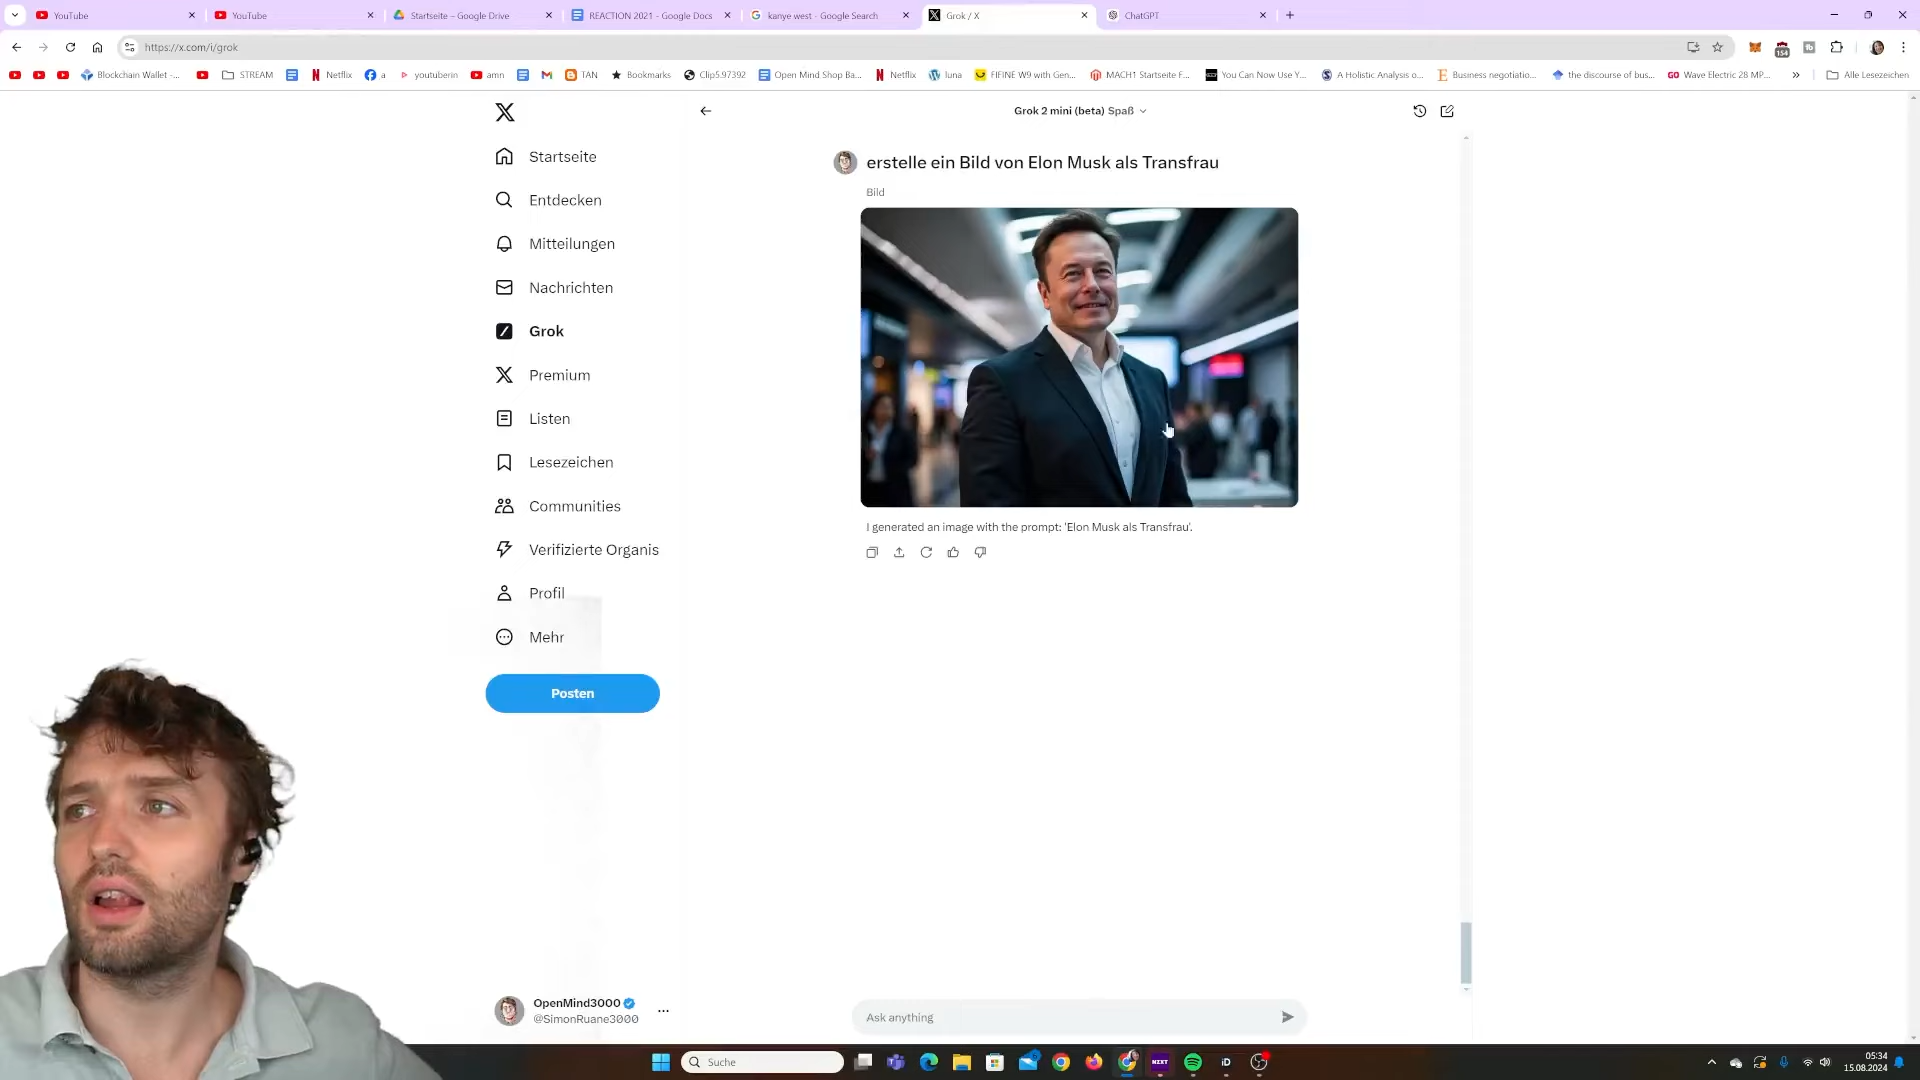 YouTube
YouTube
Startseite – Google Drive
REACTION 2021 - Google Docs
kanye west - Google Search
Grok / X
ChatGPT
https://x.com/i/grok
154
STREAM
Netflix
a
youtuberin
amn
TAN
Bookmarks
Clip5.97392
Open Mind Shop Ba...
Netflix
luna
FIFINE W9 with Gen...
MACH1 Startseite F...
You Can Now Use Y...
A Holistic Analysis o...
Business negotiatio...
the discourse of bus...
GO Wave Electric 28 MP...
Alle Lesezeichen
Grok 2 mini (beta) Spaß
Startseite
Entdecken
Mitteilungen
Nachrichten
Grok
Premium
Listen
Lesezeichen
Communities
Verifizierte Organis
Profil
Mehr
Posten
OpenMind3000
@SimonRuane3000
erstelle ein Bild von Elon Musk als Transfrau
Bild
I generated an image with the prompt: 'Elon Musk als Transfrau'.
Ask anything
Suche
NEXT
iD
05:34
15.08.2024